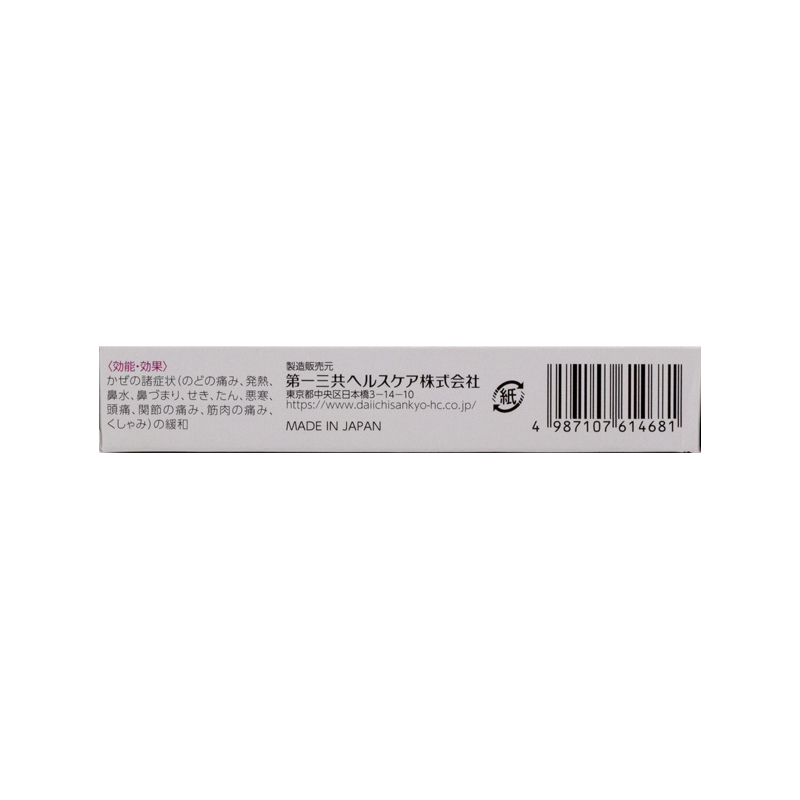 〈効能・効果〉
かぜの諸症状(のどの痛み、発熱、
鼻水、鼻づまり、せき、たん、悪寒、
頭痛、関節の痛み、筋肉の痛み、
くしゃみ)の緩和
製造販売元
第一三共ヘルスケア株式会社
東京都中央区日本橋3-14-10
https://www.daiichisankyo-hc.co.jp/
MADE IN JAPAN
紙
4 987107 614681